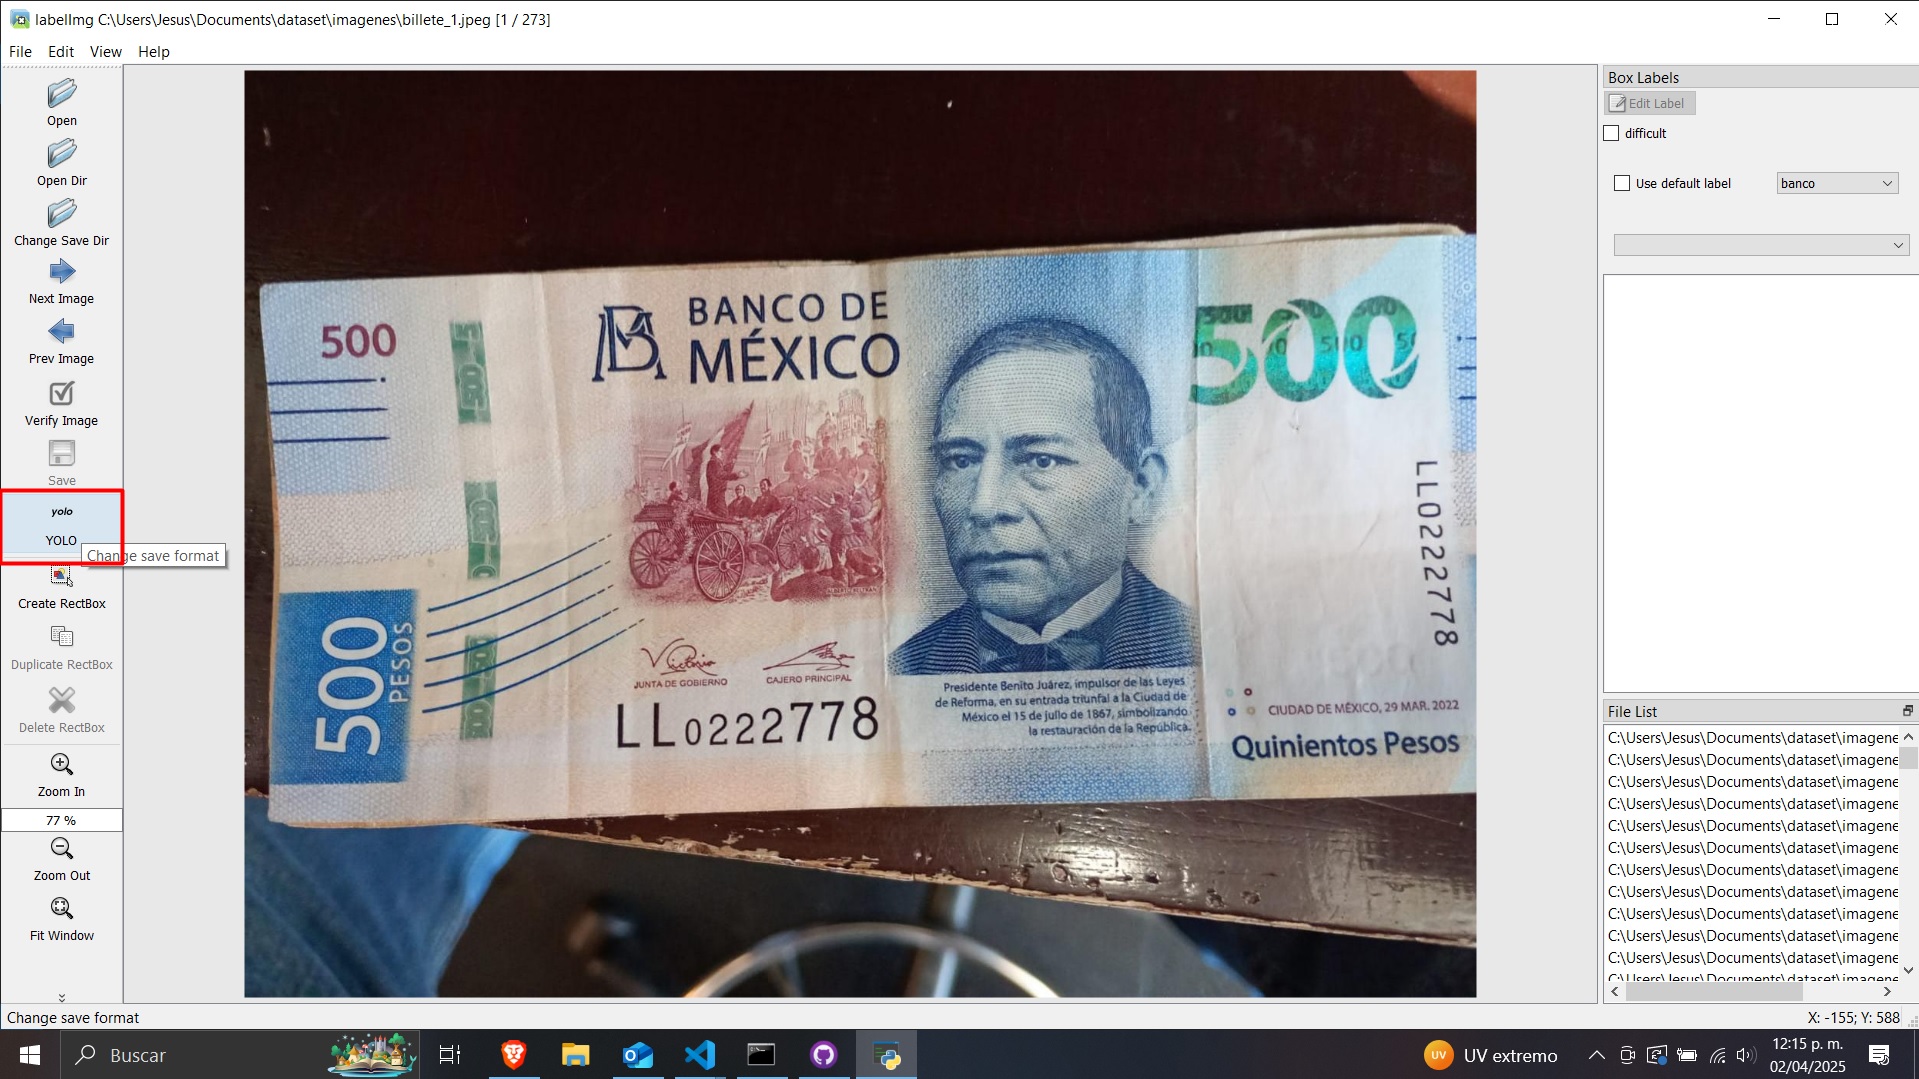 labelImg C:\Users\Jesus\Documents\dataset\imagenes\billete_1.jpeg [1 / 273]
File Edit View Help
Open
Open Dir
Change Save Dir
Next Image
Prev Image
Verify Image
Save
yolo
YOLO
Change save format
Create RectBox
Duplicate RectBox
Delete RectBox
Zoom In
77 %
Zoom Out
Fit Window
500
BANCO DE
MÉXICO
500
LL0222778
500
PESOS
JUNTA DE GOBIERNO
CAJERO PRINCIPAL
LL0222778
Presidente Benito Juárez, impulsor de las Leyes
de Reforma, en su entrada triunfal a la Ciudad de
México el 15 de julio de 1867, simbolizando
la restauración de la República.
CIUDAD DE MÉXICO, 29 MAR. 2022
Quinientos Pesos
Box Labels
Edit Label
difficult
Use default label
banco
File List
C:\Users\Jesus\Documents\dataset\imagene
C:\Users\Jesus\Documents\dataset\imagene
C:\Users\Jesus\Documents\dataset\imagene
C:\Users\Jesus\Documents\dataset\imagene
C:\Users\Jesus\Documents\dataset\imagene
C:\Users\Jesus\Documents\dataset\imagene
C:\Users\Jesus\Documents\dataset\imagene
C:\Users\Jesus\Documents\dataset\imagene
C:\Users\Jesus\Documents\dataset\imagene
C:\Users\Jesus\Documents\dataset\imagene
C:\Users\Jesus\Documents\dataset\imagene
C:\Users\Jesus\Documents\dataset\imagene
Change save format
X: -155; Y: 588
Buscar
UV
UV extremo
12:15 p. m.
02/04/2025